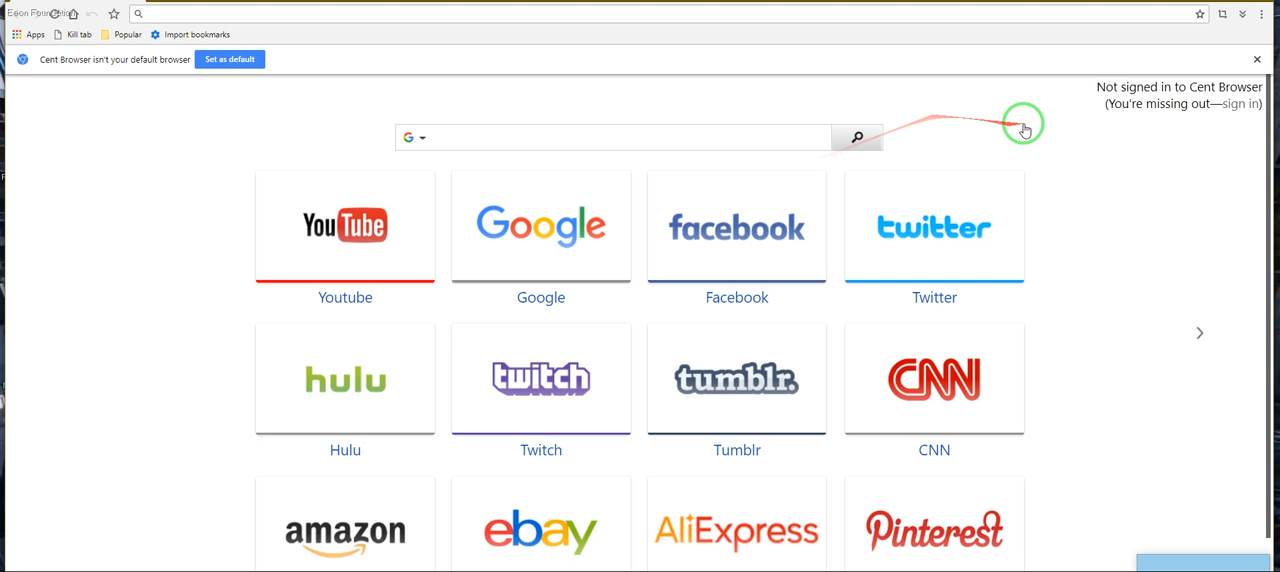 Eson Foundation
Apps Kill tab Popular Import bookmarks
Cent Browser isn't your default browser Set as default
Not signed in to Cent Browser
(You're missing out—sign in)
G
YouTube Google facebook twitter
Youtube Google Facebook Twitter
hulu twitch tumblr. CNN
Hulu Twitch Tumblr CNN
amazon ebay AliExpress Pinterest